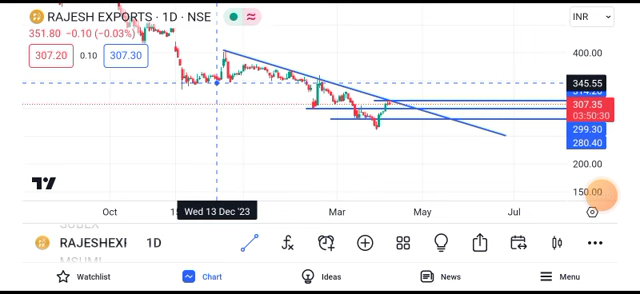 RAJESH EXPORTS · 1D · NSE
351.80 −0.10 (−0.03%)
307.20 0.10 307.30
INR
400.00
345.55
314.20
307.35
03:50:30
299.30
280.40
200.00
150.00
Oct
Wed 13 Dec '23
Mar
May
Jul
RAJESHEXI 1D
Watchlist
Chart
Ideas
News
Menu